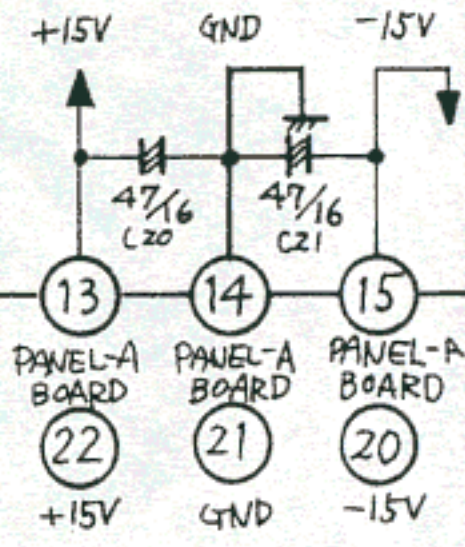 +15V GND -15V
47/16 47/16
C20 C21
13 14 15
PANEL-A PANEL-A PANEL-A
BOARD BOARD BOARD
22 21 20
+15V GND -15V